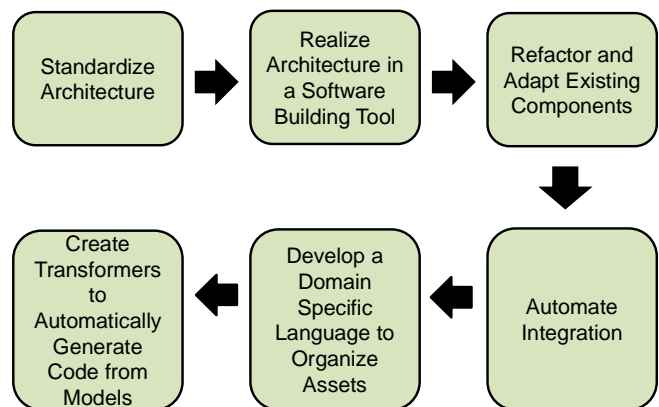 Standardize
Architecture
Realize
Architecture in
a Software
Building Tool
Refactor and
Adapt Existing
Components
Automate
Integration
Develop a
Domain
Specific
Language to
Organize
Assets
Create
Transformers
to
Automatically
Generate
Code from
Models